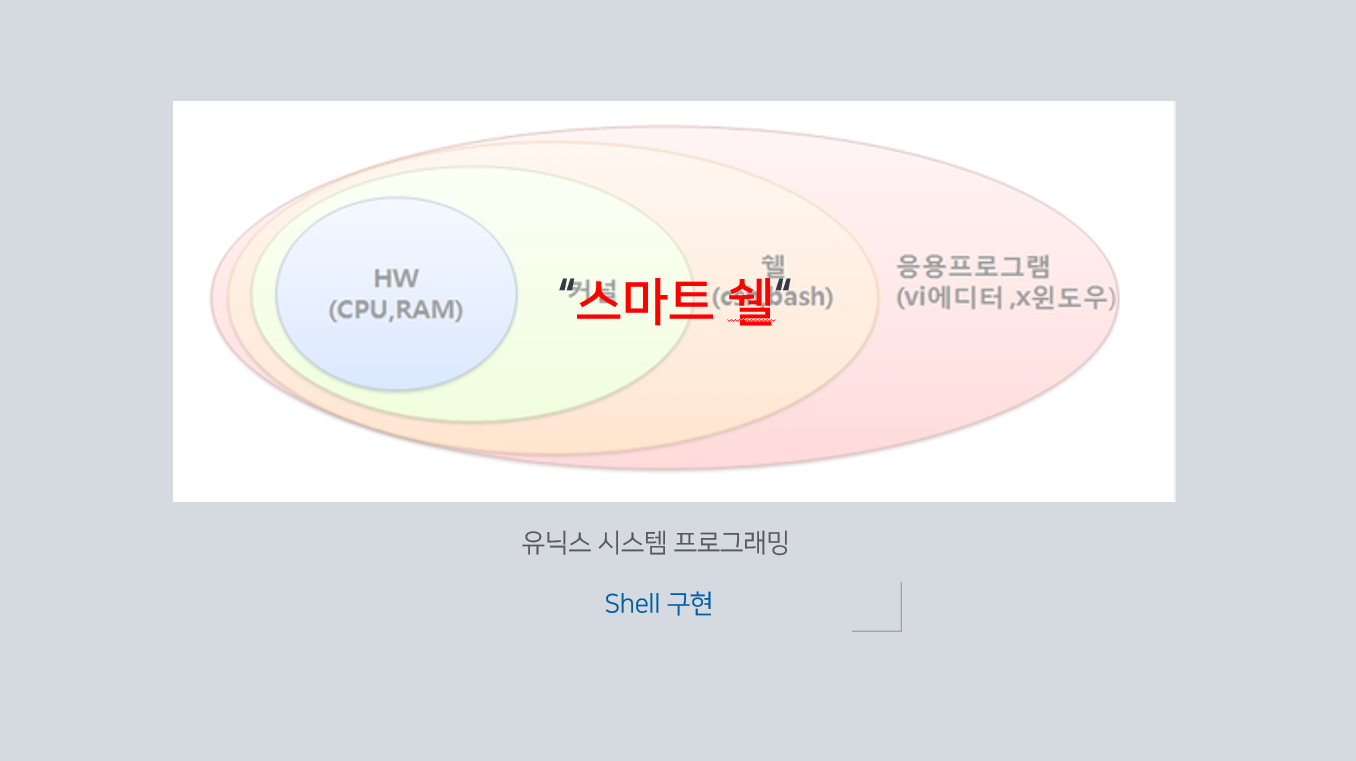 HW
(CPU,RAM)
커널
쉘
(csh,bash)
응용프로그램
(vi에디터 ,x윈도우)
“스마트 쉘“
유닉스 시스템 프로그래밍
Shell 구현